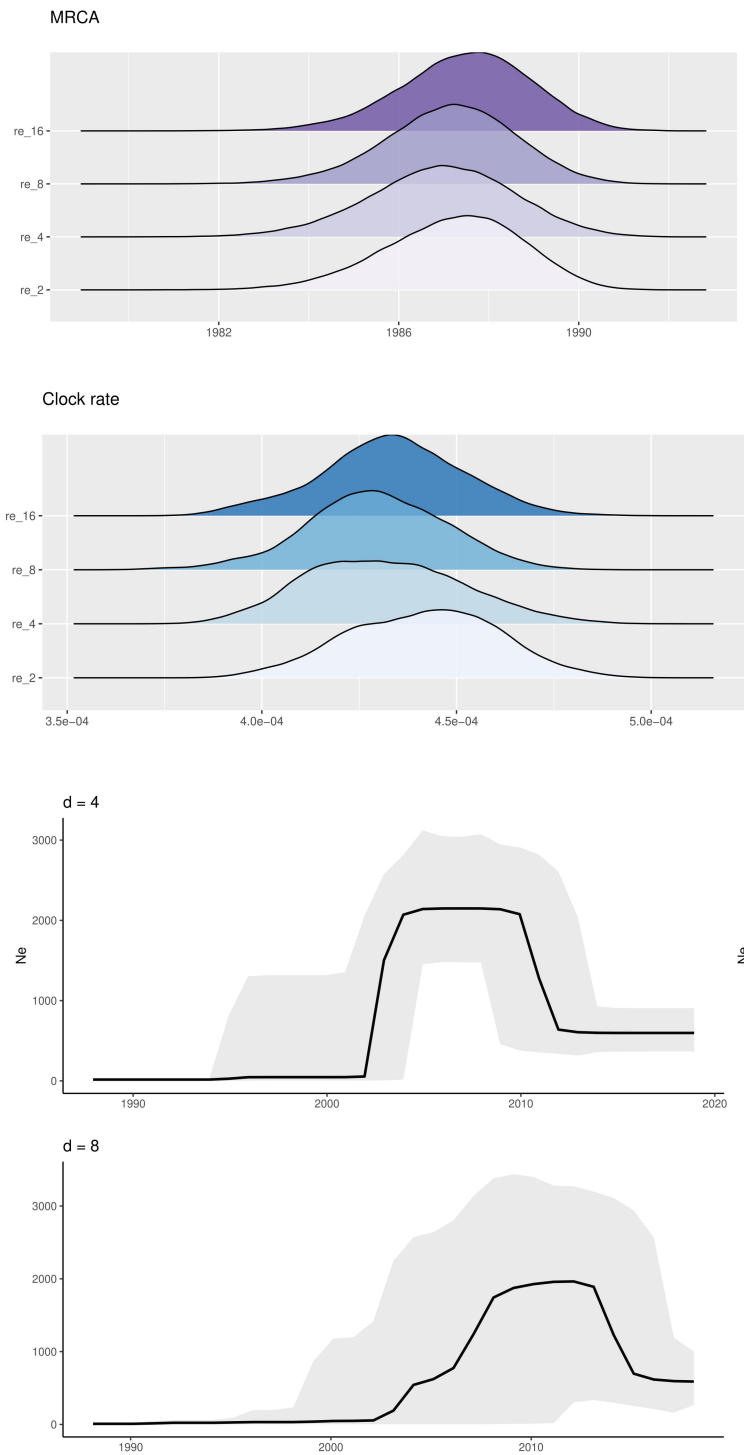 MRCA
re_16
re_8
re_4
re_2
1982 1986 1990
Clock rate
re_16
re_8
re_4
re_2
3.5e−04 4.0e−04 4.5e−04 5.0e−04
d = 4
3000
2000
1000
0
Ne
Ne
1990 2000 2010 2020
d = 8
3000
2000
1000
0
1990 2000 2010